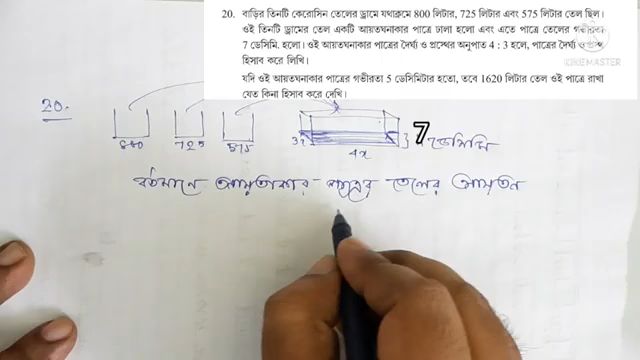 20. বাড়ির তিনটি কেরোসিন তেলের ড্রামে যথাক্রমে 800 লিটার, 725 লিটার এবং 575 লিটার তেল ছিল।
ওই তিনটি ড্রামের তেল একটি আয়তঘনাকার পাত্রে ঢালা হলো এবং এতে পাত্রে তেলের গভীরতা
7 ডেসিমি. হলো। ওই আয়তঘনাকার পাত্রের দৈর্ঘ্য ও প্রস্থের অনুপাত 4 : 3 হলে, পাত্রের দৈর্ঘ্য ও প্রস্থ
হিসাব করে লিখি।
যদি ওই আয়তঘনাকার পাত্রের গভীরতা 5 ডেসিমিটার হতো, তবে 1620 লিটার তেল ওই পাত্রে রাখা
যেত কিনা হিসাব করে দেখি।
KINEMASTER
20.
800 725 575 3x 4x 7 ডেসিমি
বর্তমানে আয়তাকার পাত্রের তেলের আয়তন